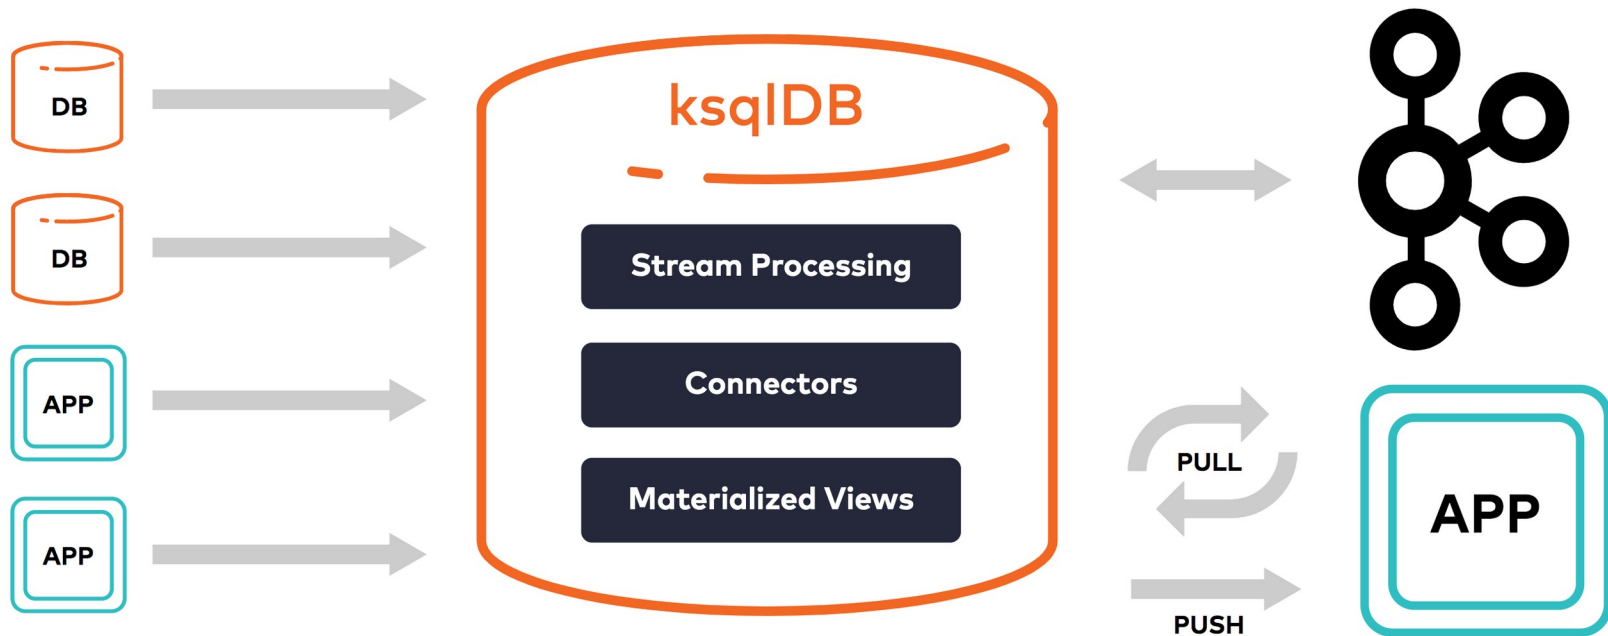 DB
DB
APP
APP
ksqlDB
Stream Processing
Connectors
Materialized Views
PULL
PUSH
APP